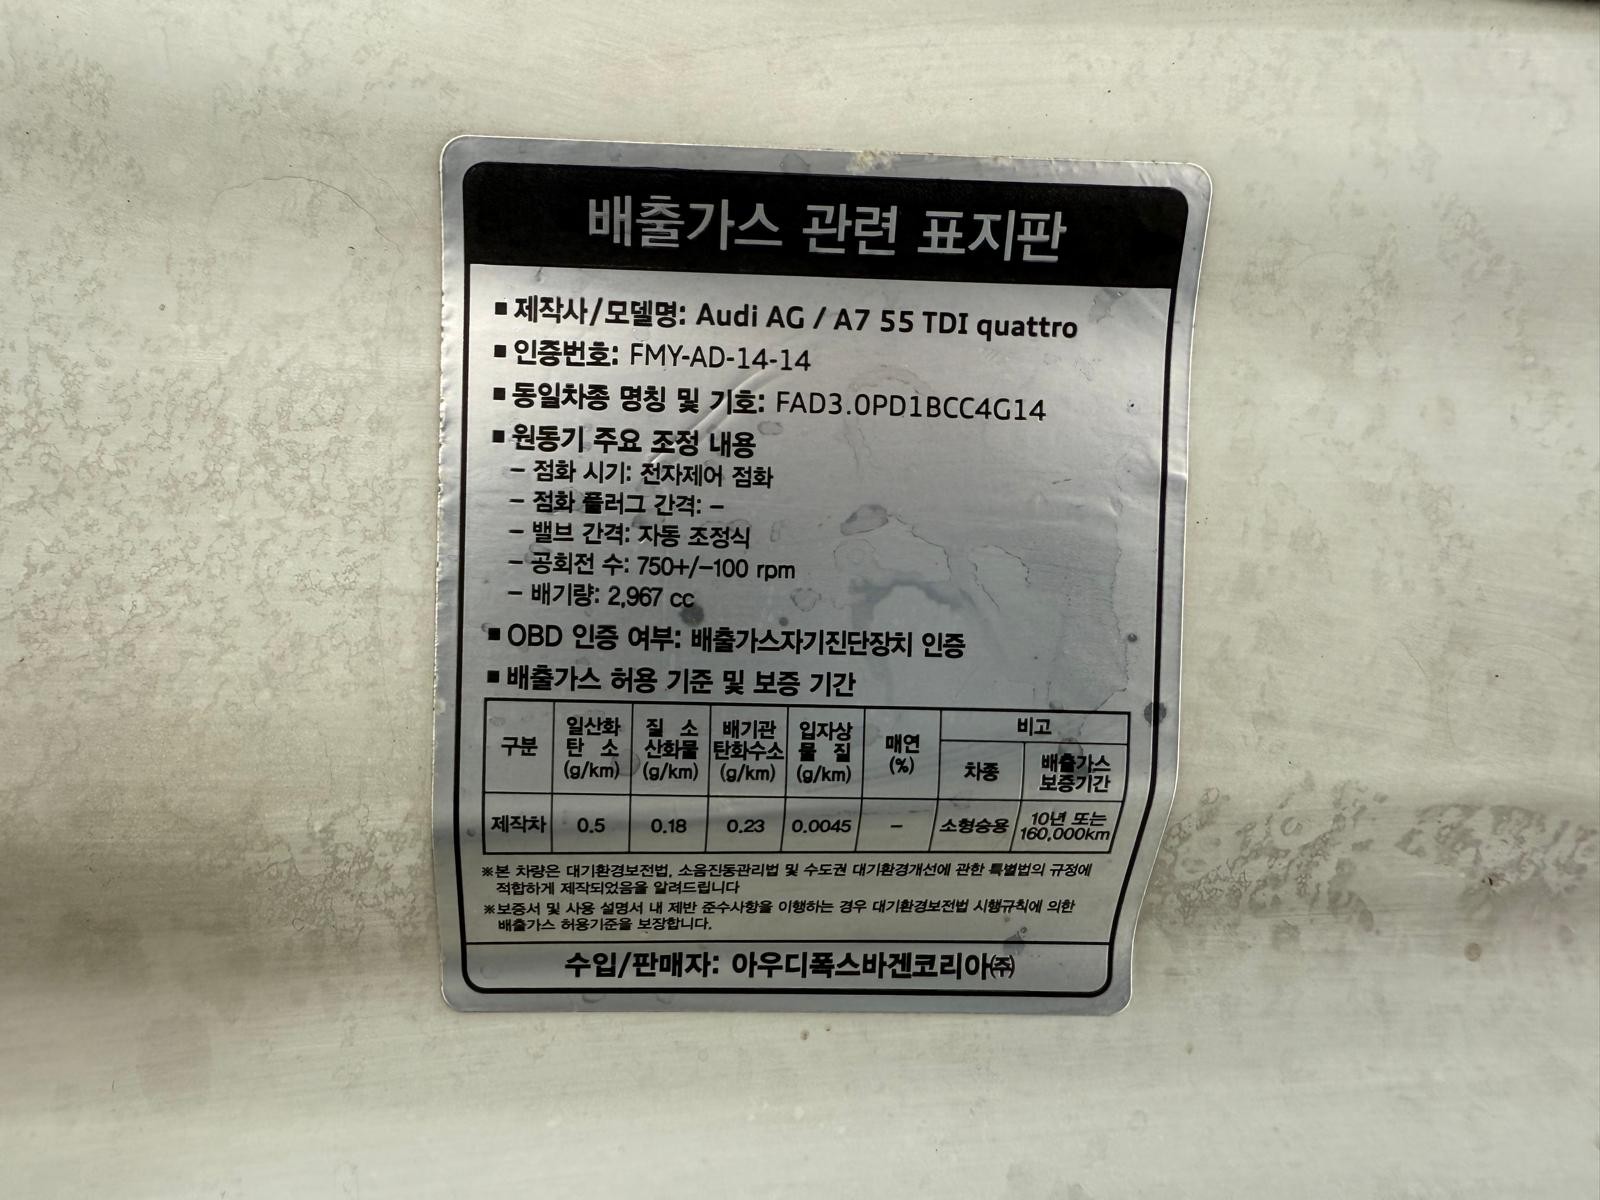 배출가스 관련 표지판
■ 제작사/모델명: Audi AG / A7 55 TDI quattro
■ 인증번호: FMY-AD-14-14
■ 동일차종 명칭 및 기호: FAD3.0PD1BCC4G14
■ 원동기 주요 조정 내용
– 점화 시기: 전자제어 점화
– 점화 플러그 간격: –
– 밸브 간격: 자동 조정식
– 공회전 수: 750+/-100 rpm
– 배기량: 2,967 cc
■ OBD 인증 여부: 배출가스자기진단장치 인증
■ 배출가스 허용 기준 및 보증 기간
구분 일산화탄소 (g/km) 질소산화물 (g/km) 배기관탄화수소 (g/km) 입자상물질 (g/km) 매연 (%) 비고
차종 배출가스 보증기간
제작차 0.5 0.18 0.23 0.0045 – 소형승용 10년 또는 160,000km
※본 차량은 대기환경보전법, 소음진동관리법 및 수도권 대기환경개선에 관한 특별법의 규정에
적합하게 제작되었음을 알려드립니다
※보증서 및 사용 설명서 내 제반 준수사항을 이행하는 경우 대기환경보전법 시행규칙에 의한
배출가스 허용기준을 보장합니다.
수입/판매자: 아우디폭스바겐코리아㈜